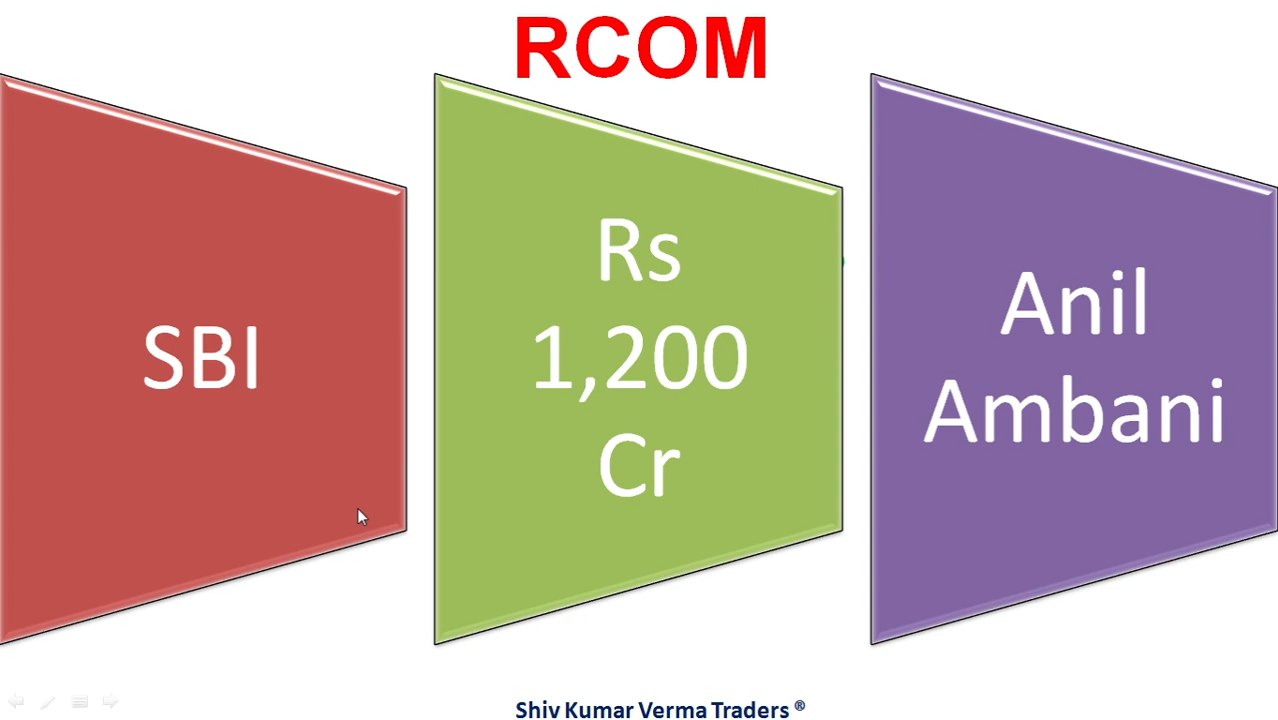 RCOM
SBI
Rs
1,200
Cr
Anil
Ambani
Shiv Kumar Verma Traders ®